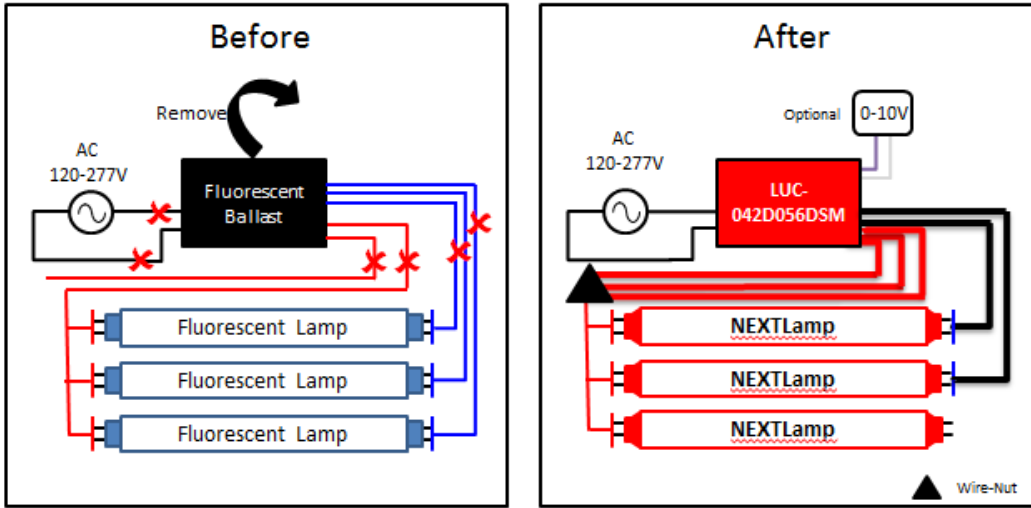 Before
Remove
AC
120-277V
Fluorescent
Ballast
Fluorescent Lamp
Fluorescent Lamp
Fluorescent Lamp
After
Optional
0-10V
AC
120-277V
LUC-
042D056DSM
NEXTLamp
NEXTLamp
NEXTLamp
Wire-Nut